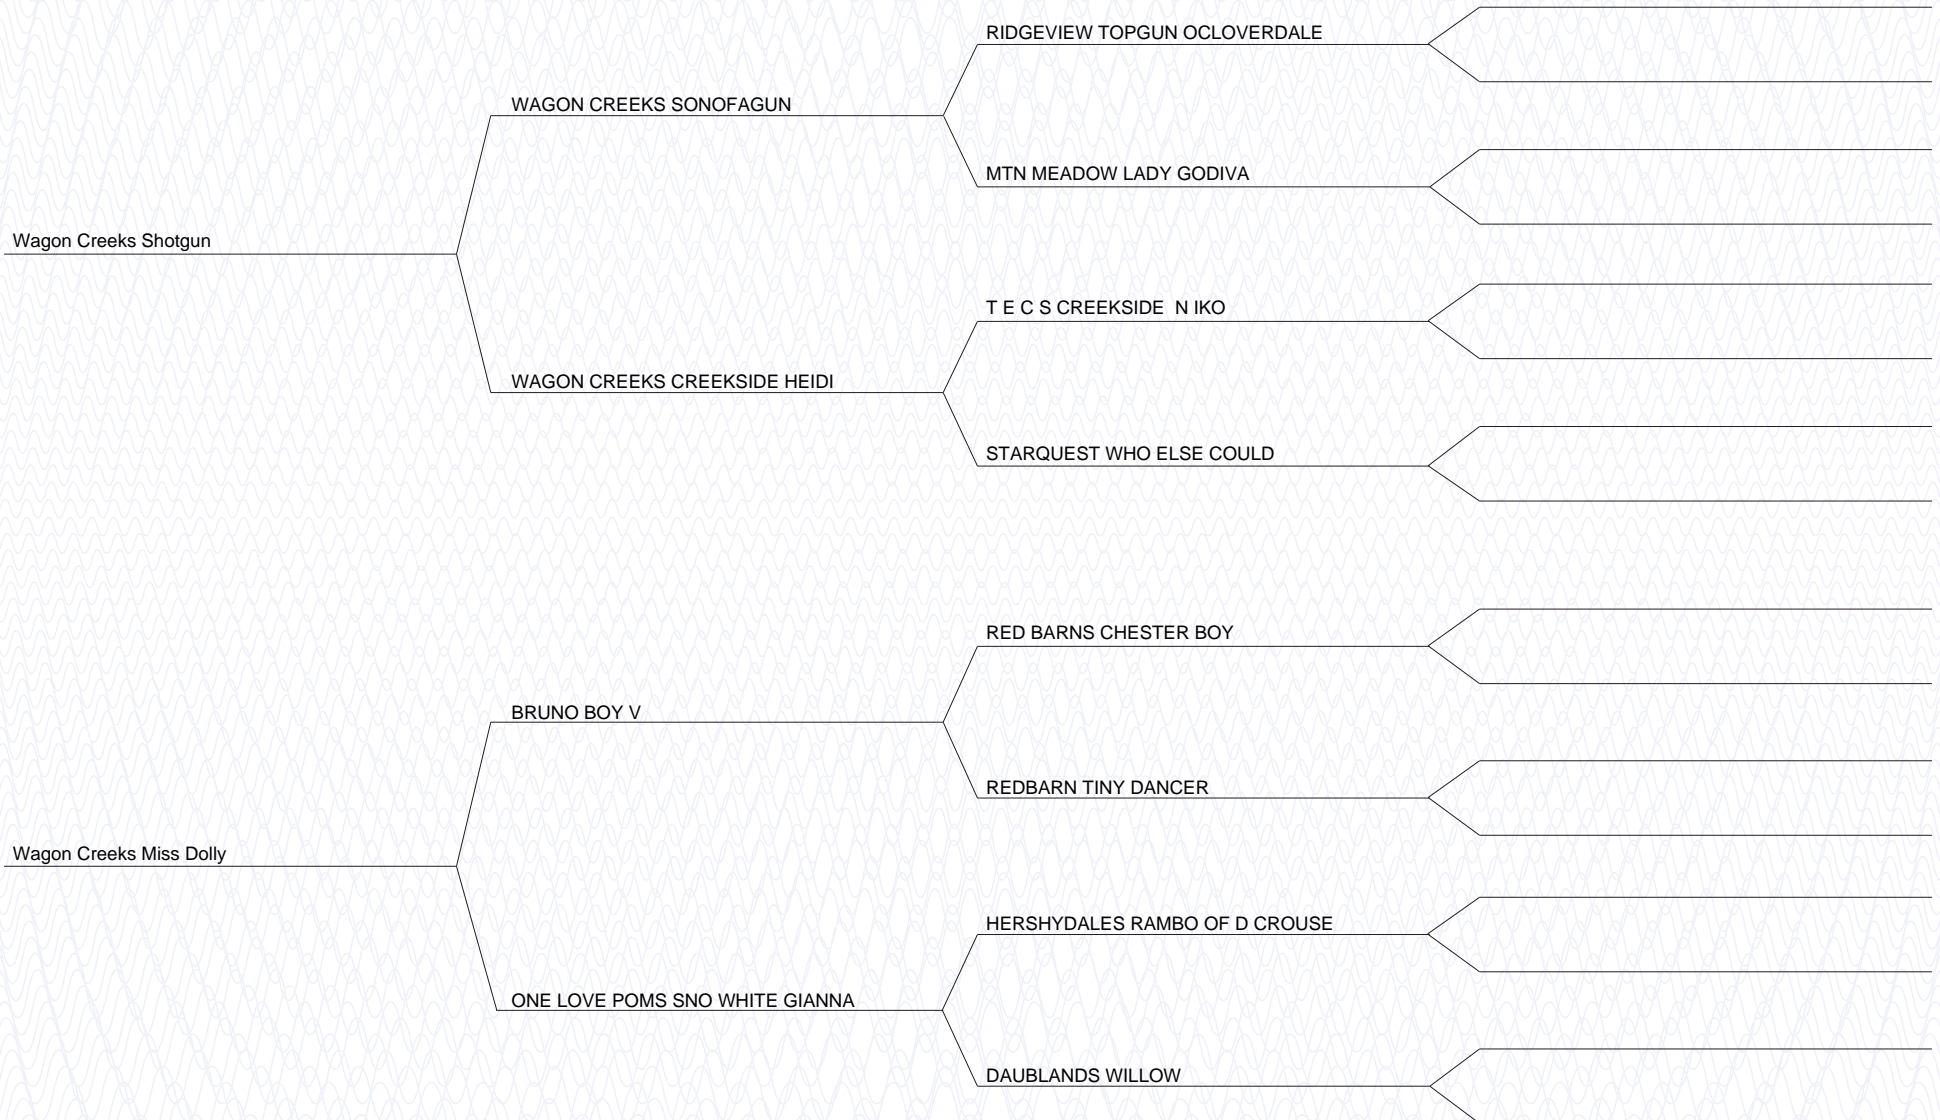 RIDGEVIEW TOPGUN OCLOVERDALE
WAGON CREEKS SONOFAGUN
MTN MEADOW LADY GODIVA
Wagon Creeks Shotgun
T E C S CREEKSIDE  N IKO
WAGON CREEKS CREEKSIDE HEIDI
STARQUEST WHO ELSE COULD
RED BARNS CHESTER BOY
BRUNO BOY V
REDBARN TINY DANCER
Wagon Creeks Miss Dolly
HERSHYDALES RAMBO OF D CROUSE
ONE LOVE POMS SNO WHITE GIANNA
DAUBLANDS WILLOW